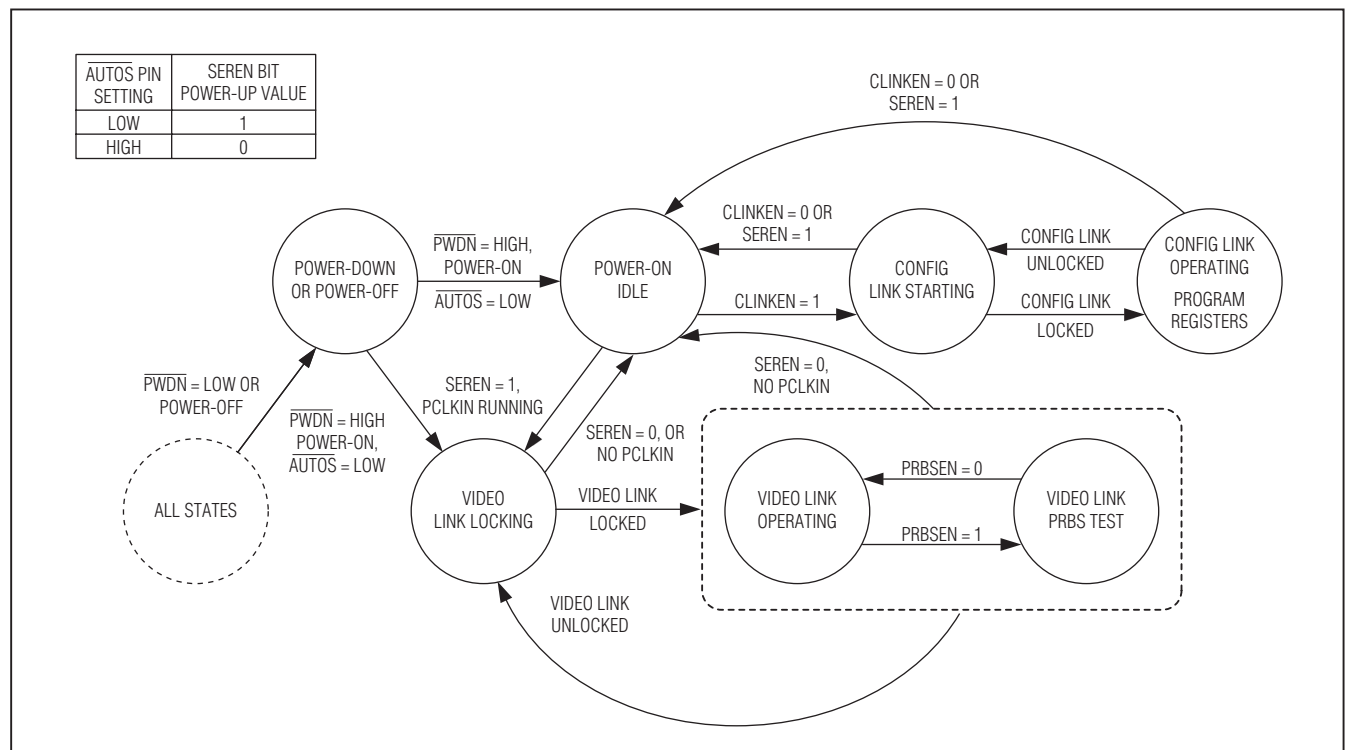 AUTOS PIN
SETTING
SEREN BIT
POWER-UP VALUE
LOW
1
HIGH
0
CLINKEN = 0 OR
SEREN = 1
POWER-DOWN
OR POWER-OFF
PWDN = HIGH,
POWER-ON
AUTOS = LOW
POWER-ON
IDLE
CLINKEN = 0 OR
SEREN = 1
CLINKEN = 1
CONFIG
LINK STARTING
CONFIG LINK
UNLOCKED
CONFIG LINK
LOCKED
CONFIG LINK
OPERATING
PROGRAM
REGISTERS
PWDN = LOW OR
POWER-OFF
PWDN = HIGH
POWER-ON,
AUTOS = LOW
SEREN = 1,
PCLKIN RUNNING
SEREN = 0, OR
NO PCLKIN
SEREN = 0,
NO PCLKIN
ALL STATES
VIDEO
LINK LOCKING
VIDEO LINK
LOCKED
VIDEO LINK
OPERATING
PRBSEN = 0
PRBSEN = 1
VIDEO LINK
PRBS TEST
VIDEO LINK
UNLOCKED